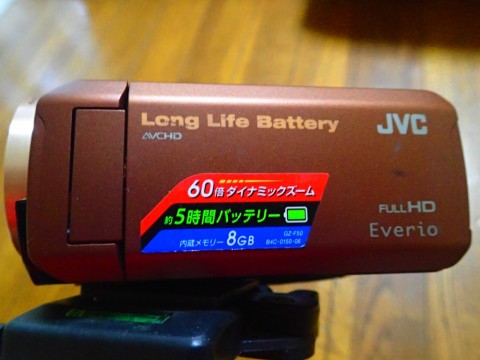 Long Life Battery
JVC
AVCHD
60倍ダイナミックズーム
約5時間バッテリー
内蔵メモリー 8GB
GZ-F50
B4C-0150-06
FULL HD
Everio